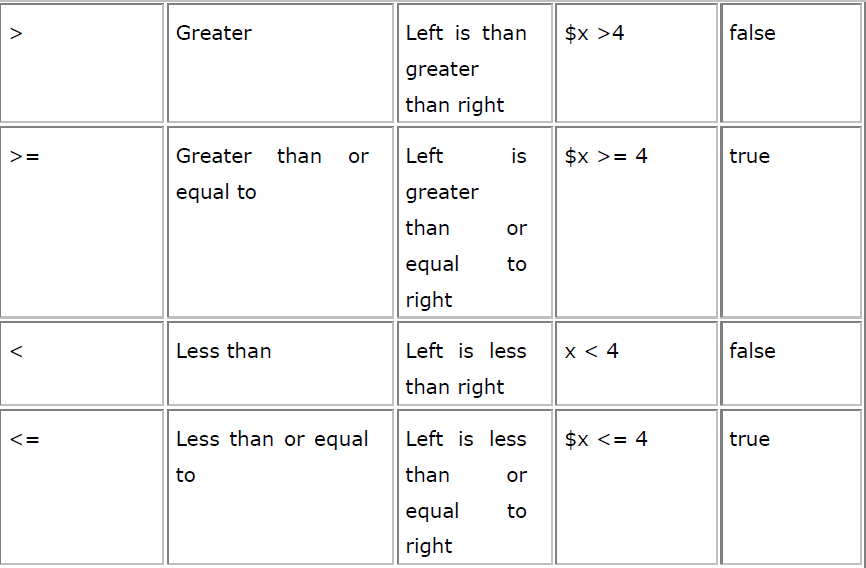 >
Greater
Left is than
greater
than right
$x >4
false
>=
Greater than or
equal to
Left is
greater
than or
equal to
right
$x >= 4
true
<
Less than
Left is less
than right
x < 4
false
<=
Less than or equal
to
Left is less
than or
equal to
right
$x <= 4
true